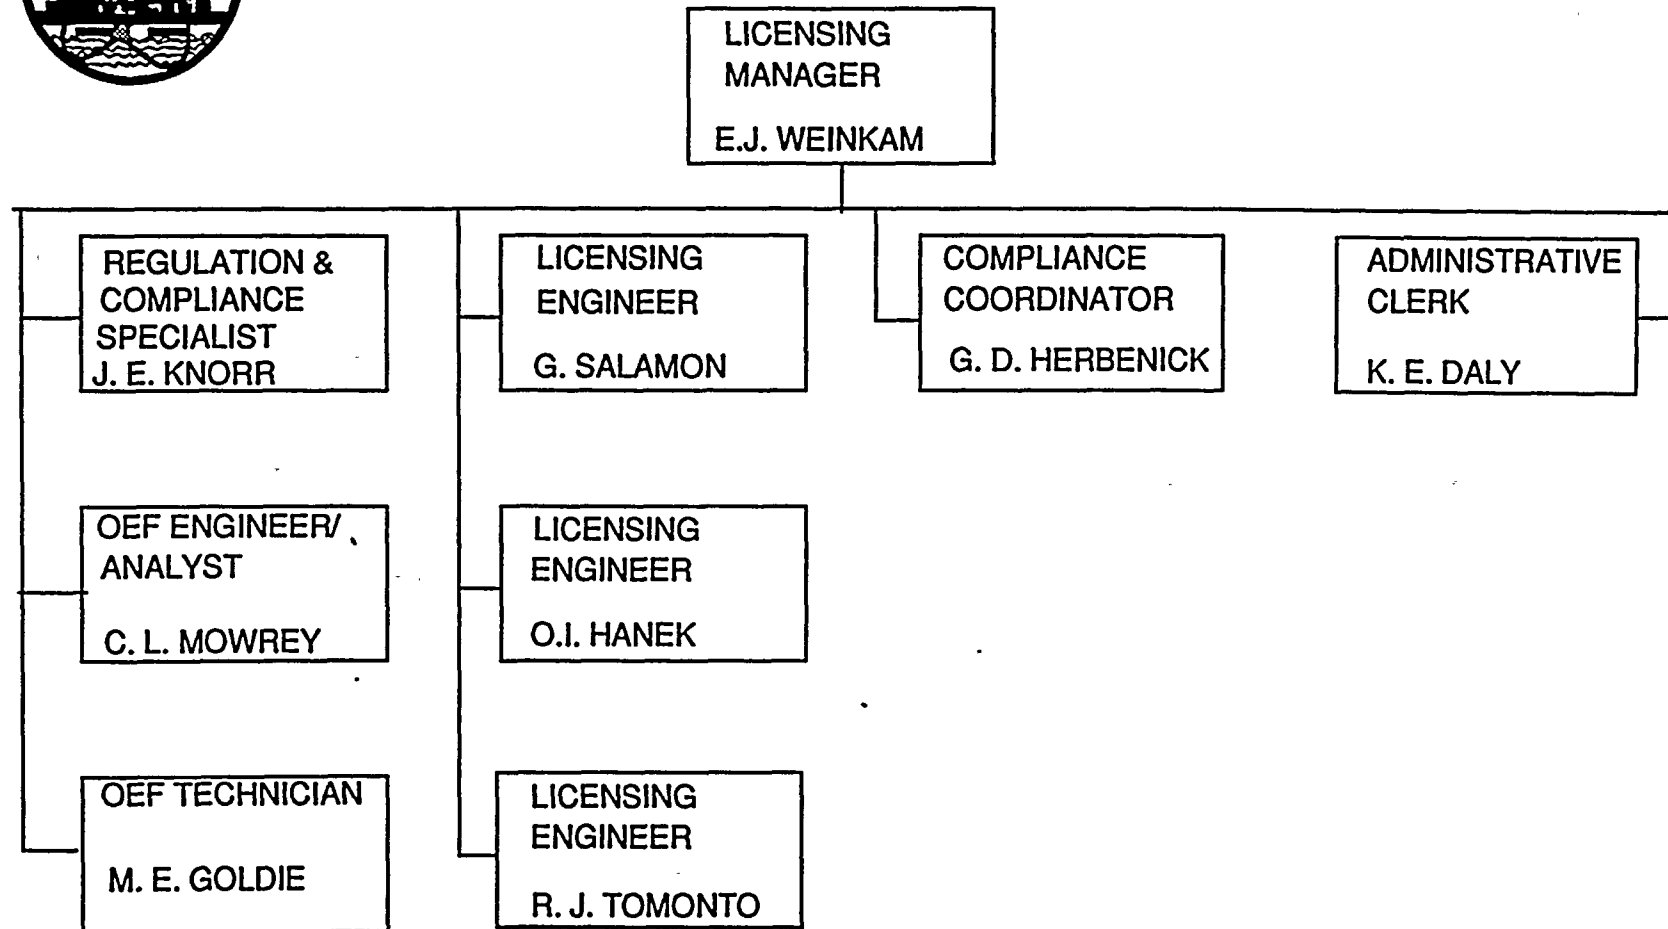 LICENSING
MANAGER
E.J. WEINKAM
REGULATION &
COMPLIANCE
SPECIALIST
J. E. KNORR
LICENSING
ENGINEER
G. SALAMON
COMPLIANCE
COORDINATOR
G. D. HERBENICK
ADMINISTRATIVE
CLERK
K. E. DALY
OEF ENGINEER/
ANALYST
C. L. MOWREY
LICENSING
ENGINEER
O.I. HANEK
OEF TECHNICIAN
M. E. GOLDIE
LICENSING
ENGINEER
R. J. TOMONTO